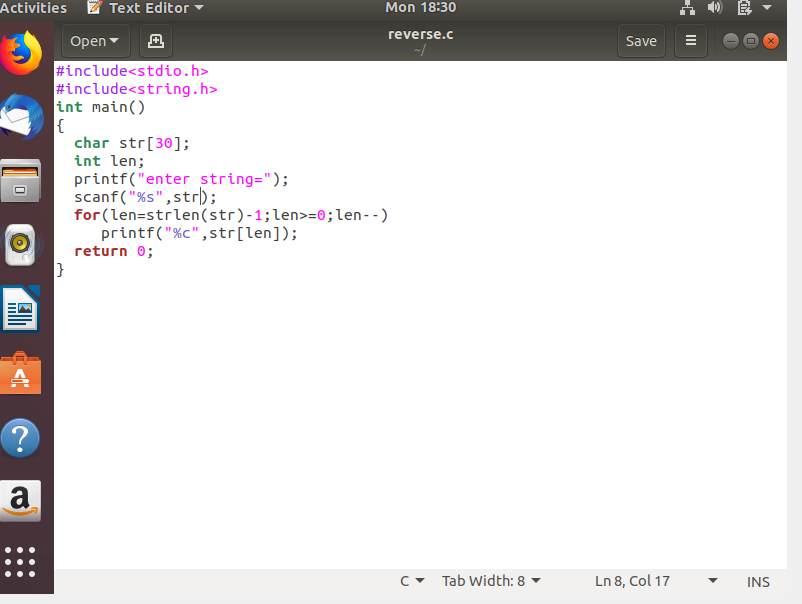 Activities Text Editor Mon 18:30
Open reverse.c Save
~/
#include<stdio.h>
#include<string.h>
int main()
{
  char str[30];
  int len;
  printf("enter string=");
  scanf("%s",str);
  for(len=strlen(str)-1;len>=0;len--)
     printf("%c",str[len]);
  return 0;
}
C Tab Width: 8 Ln 8, Col 17 INS